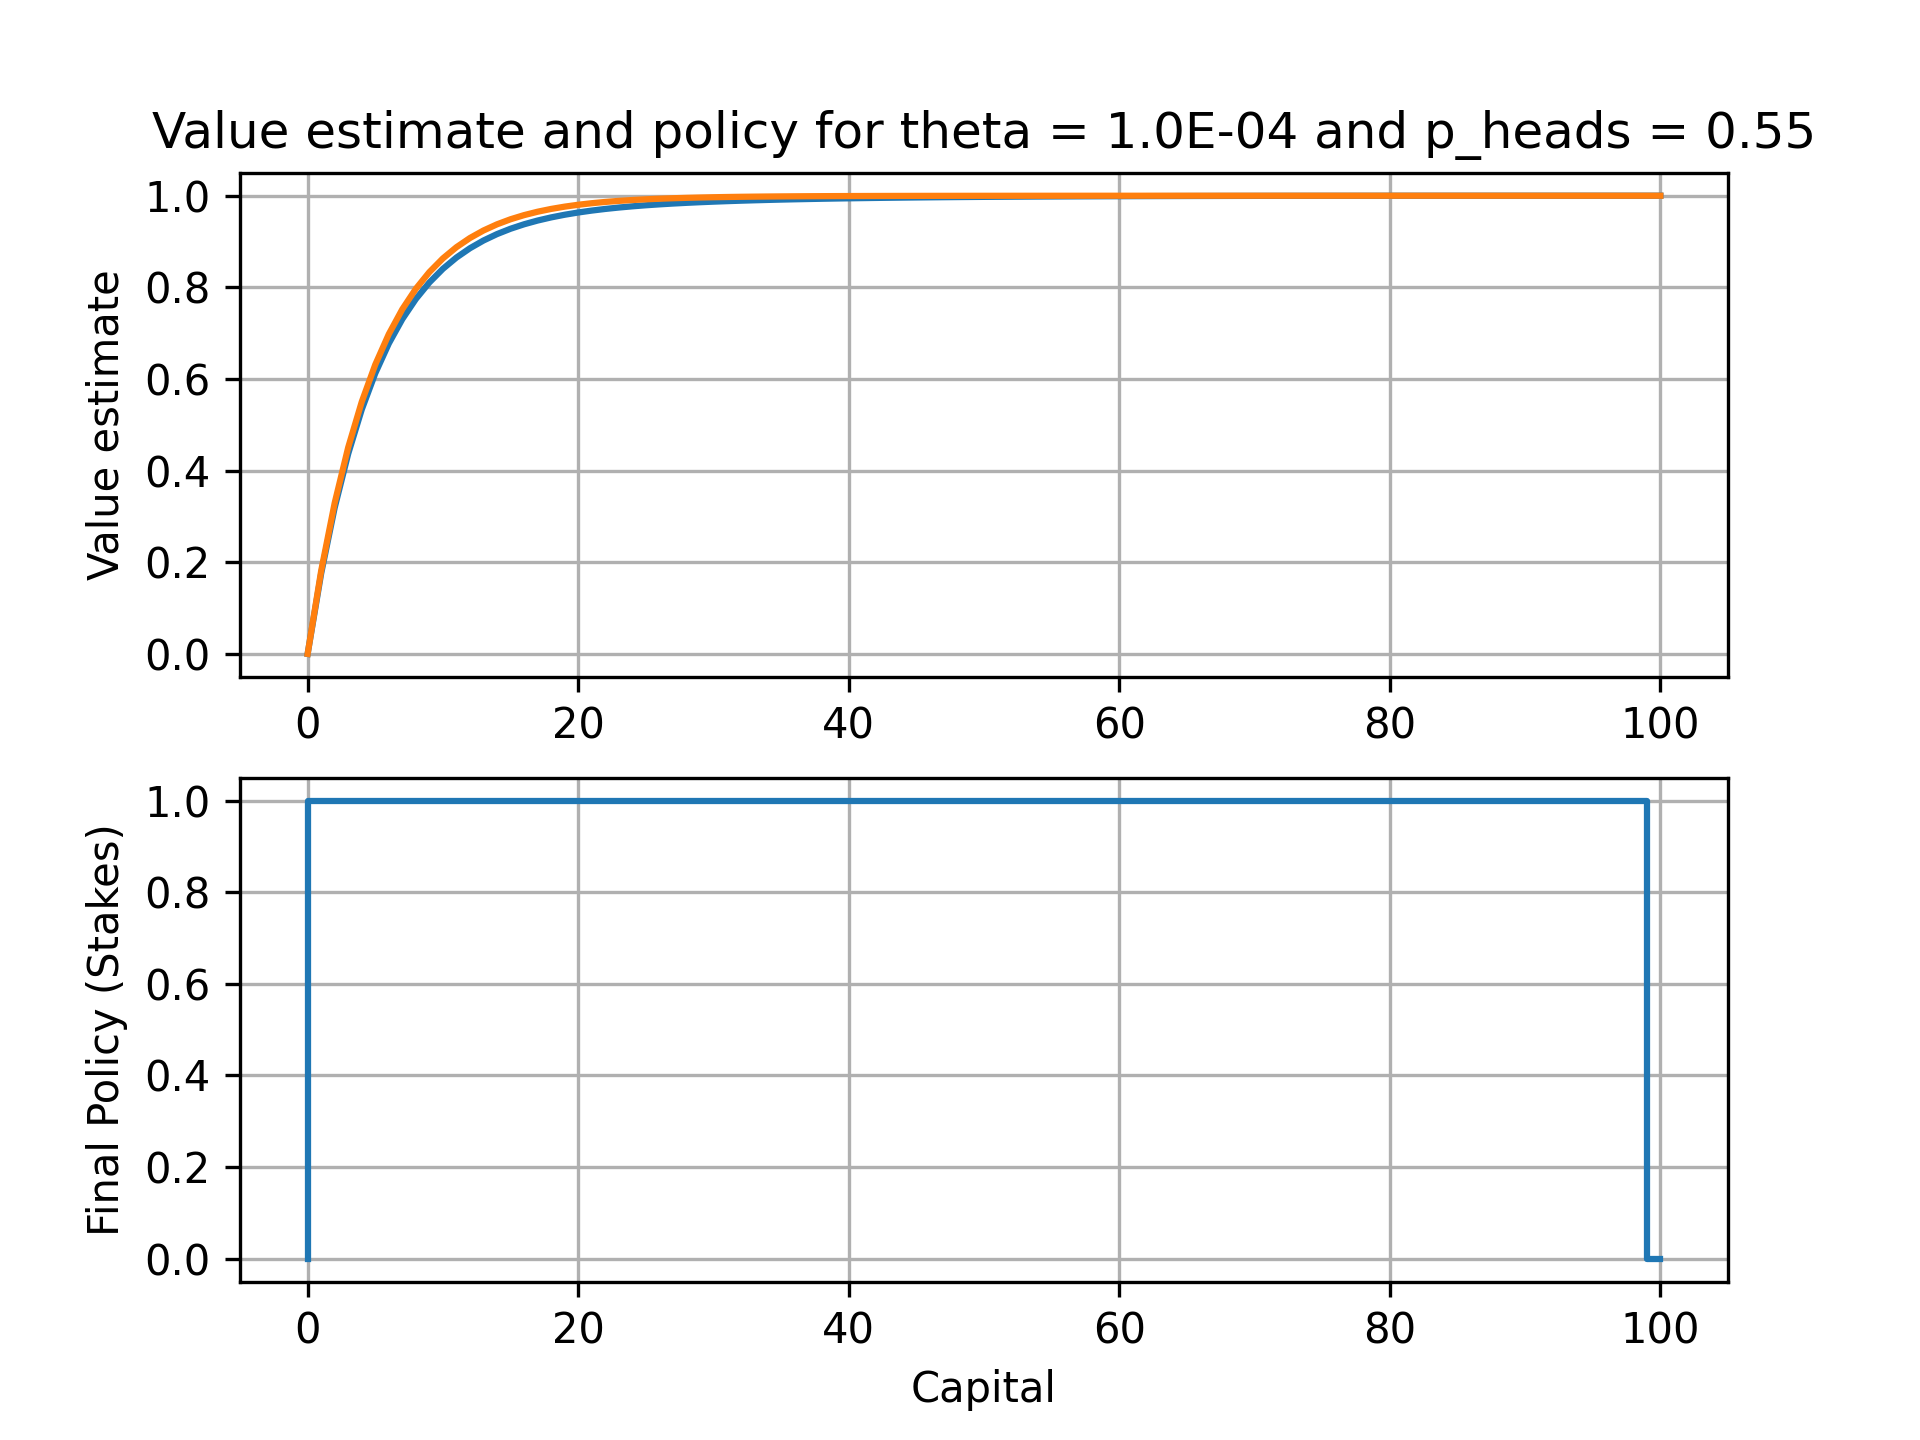 Value estimate and policy for theta = 1.0E-04 and p_heads = 0.55
Value estimate
1.0
0.8
0.6
0.4
0.2
0.0
0 20 40 60 80 100
Final Policy (Stakes)
1.0
0.8
0.6
0.4
0.2
0.0
0 20 40 60 80 100
Capital